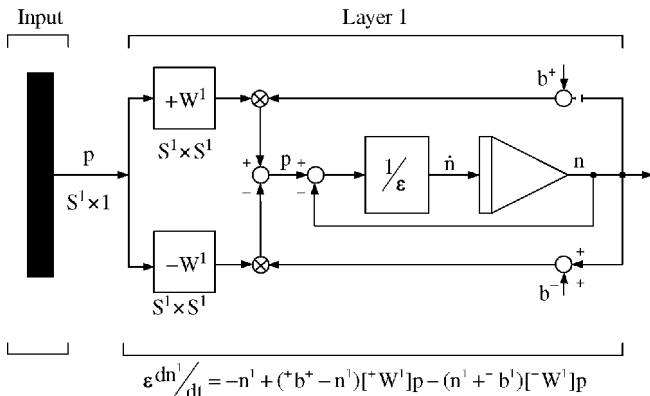 Input
Layer 1
b⁺
+W¹
S¹×S¹
p
S¹×1
+
−
p
+
−
1/ε
ṅ
n
−W¹
S¹×S¹
+
+
b⁻
ε dn¹/dt = −n¹ + (⁺b⁺ − n¹)[⁺W¹]p − (n¹ +⁻ b¹)[⁻W¹]p